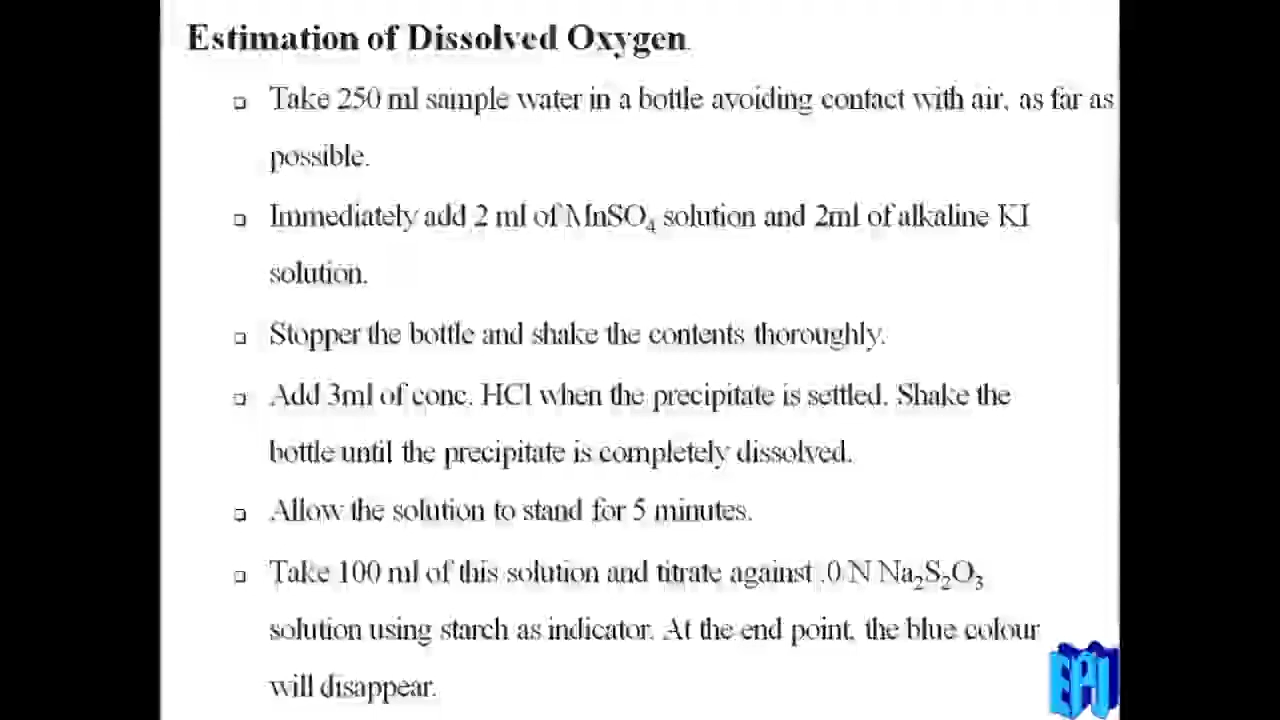 Estimation of Dissolved Oxygen
❑ Take 250 ml sample water in a bottle avoiding contact with air, as far as
possible.
❑ Immediately add 2 ml of MnSO₄ solution and 2ml of alkaline KI
solution.
❑ Stopper the bottle and shake the contents thoroughly.
❑ Add 3ml of conc. HCl when the precipitate is settled. Shake the
bottle until the precipitate is completely dissolved.
❑ Allow the solution to stand for 5 minutes.
❑ Take 100 ml of this solution and titrate against .0 N Na₂S₂O₃
solution using starch as indicator. At the end point, the blue colour
will disappear.